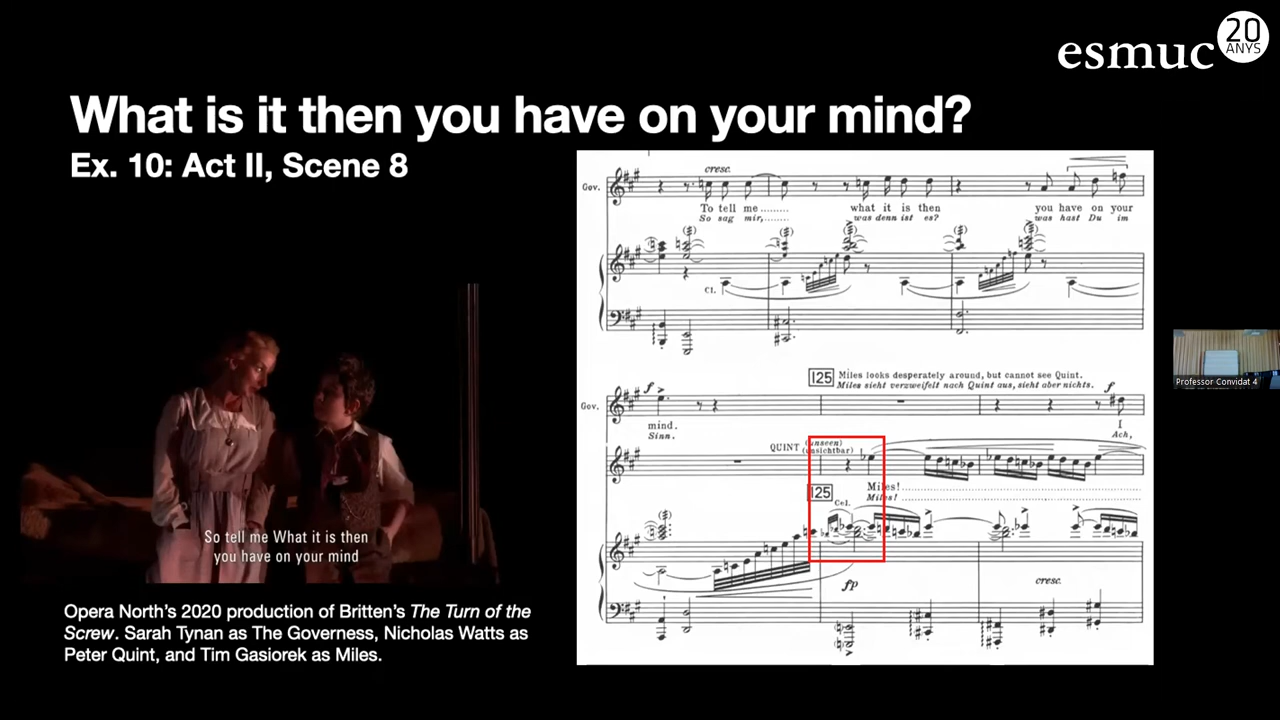 esmuc
20
ANYS
What is it then you have on your mind?
Ex. 10: Act II, Scene 8
cresc.
Gov.
To tell me......... what it is then you have on your
So sag mir,........ was denn ist es? was hast Du im
Cl.
125 Miles looks desperately around, but cannot see Quint.
Miles sieht verzweifelt nach Quint aus, sieht aber nichts.
f
f
Gov.
mind. I
Sinn. Ach,
QUINT (unseen)
(unsichtbar)
125
Miles!
Miles!
Cel.
fp
cresc.
So tell me What it is then
you have on your mind
Opera North's 2020 production of Britten's The Turn of the
Screw. Sarah Tynan as The Governess, Nicholas Watts as
Peter Quint, and Tim Gasiorek as Miles.
Professor Convidat 4